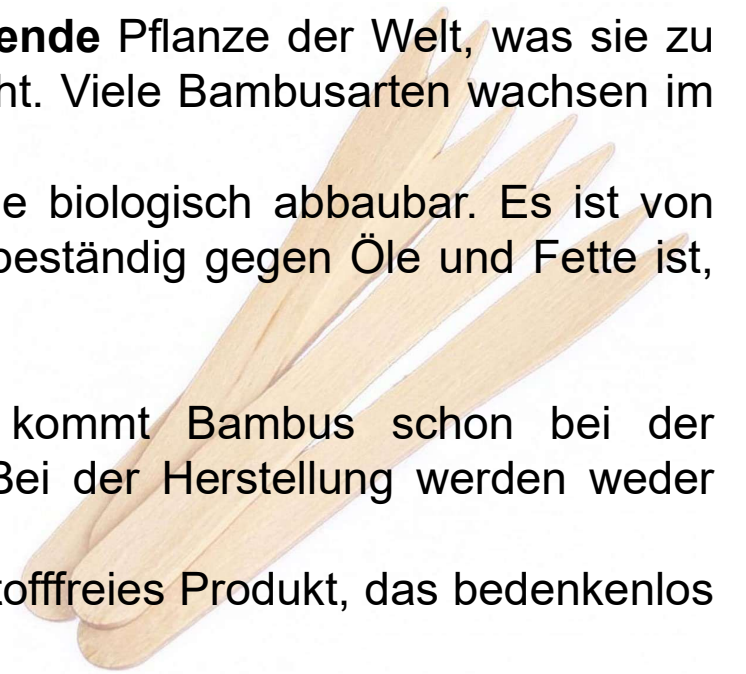 ende Pflanze der Welt, was sie zu
ht. Viele Bambusarten wachsen im
e biologisch abbaubar. Es ist von
beständig gegen Öle und Fette ist,
kommt Bambus schon bei der
Bei der Herstellung werden weder
tofffreies Produkt, das bedenkenlos